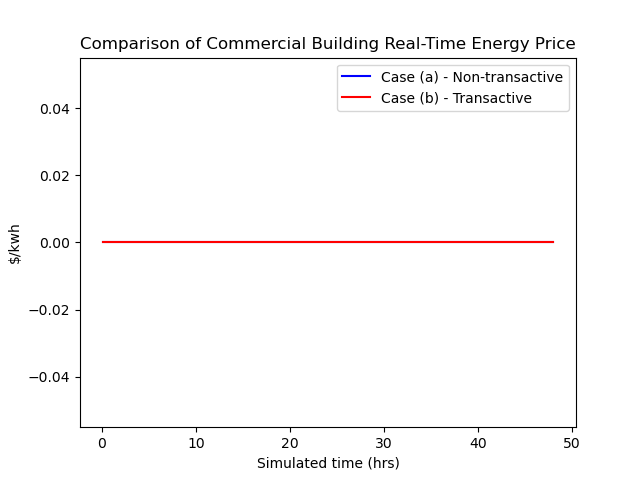 Comparison of Commercial Building Real-Time Energy Price
Case (a) - Non-transactive
Case (b) - Transactive
0.04
0.02
0.00
−0.02
−0.04
$/kwh
0 10 20 30 40 50
Simulated time (hrs)